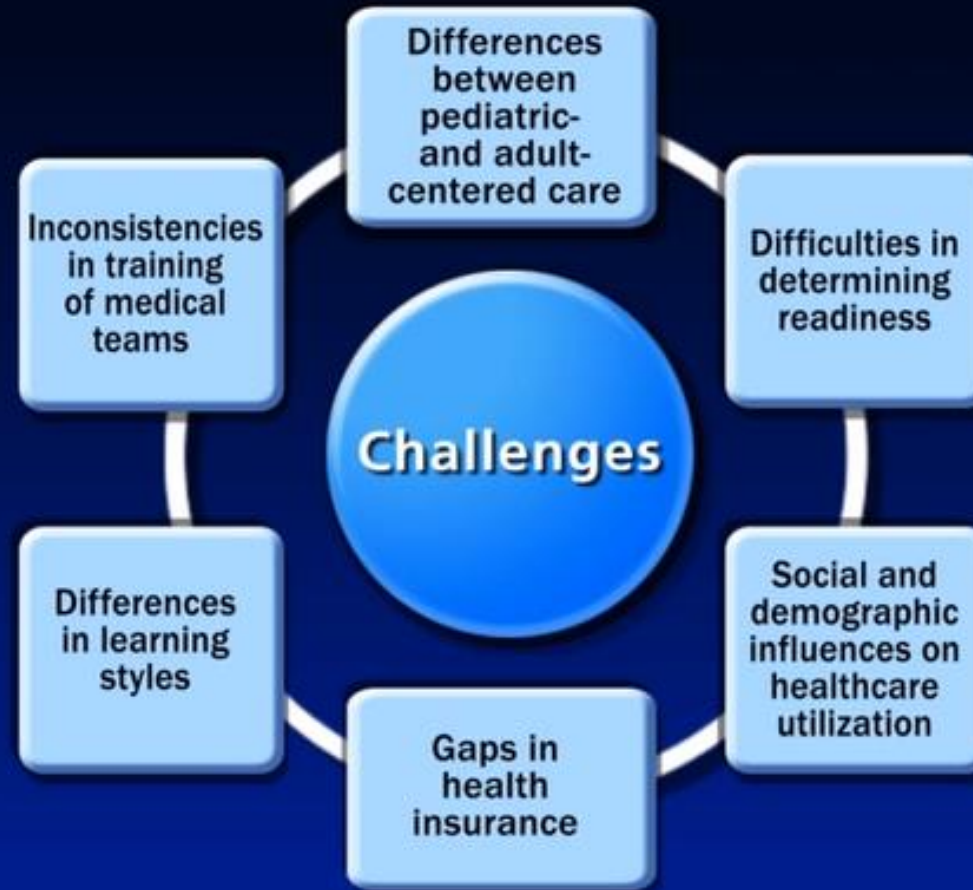 Differences
between
pediatric-
and adult-
centered care
Difficulties in
determining
readiness
Social and
demographic
influences on
healthcare
utilization
Gaps in
health
insurance
Differences
in learning
styles
Inconsistencies
in training
of medical
teams
Challenges